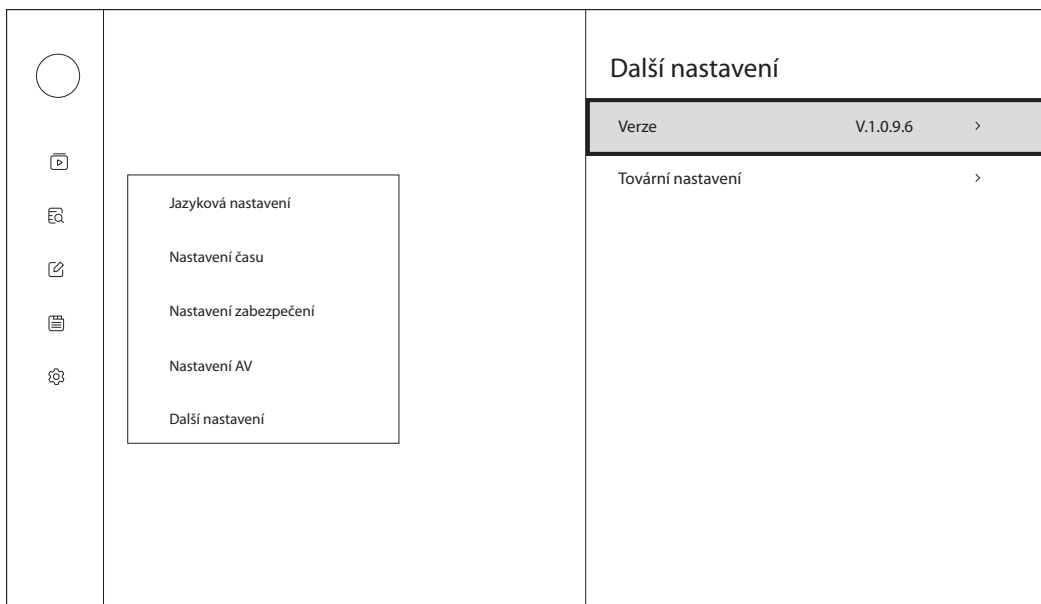 Jazyková nastavení
Nastavení času
Nastavení zabezpečení
Nastavení AV
Další nastavení
Další nastavení
Verze V.1.0.9.6 >
Tovární nastavení >